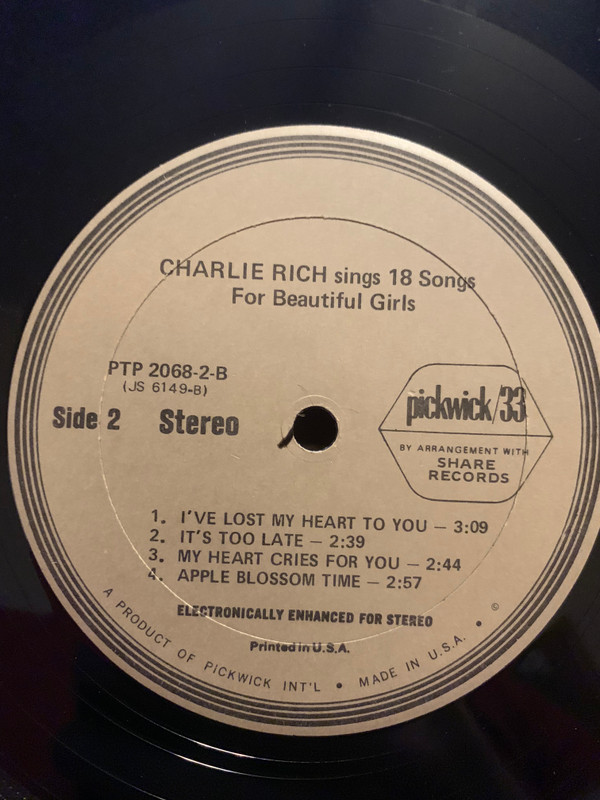 CHARLIE RICH sings 18 Songs
For Beautiful Girls
PTP 2068-2-B
(JS 6149-B)
Side 2 Stereo
pickwick/33
BY ARRANGEMENT WITH
SHARE
RECORDS
1. I'VE LOST MY HEART TO YOU — 3:09
2. IT'S TOO LATE — 2:39
3. MY HEART CRIES FOR YOU — 2:44
4. APPLE BLOSSOM TIME — 2:57
ELECTRONICALLY ENHANCED FOR STEREO
Printed in U.S.A.
A PRODUCT OF PICKWICK INT'L • MADE IN U.S.A. • ©